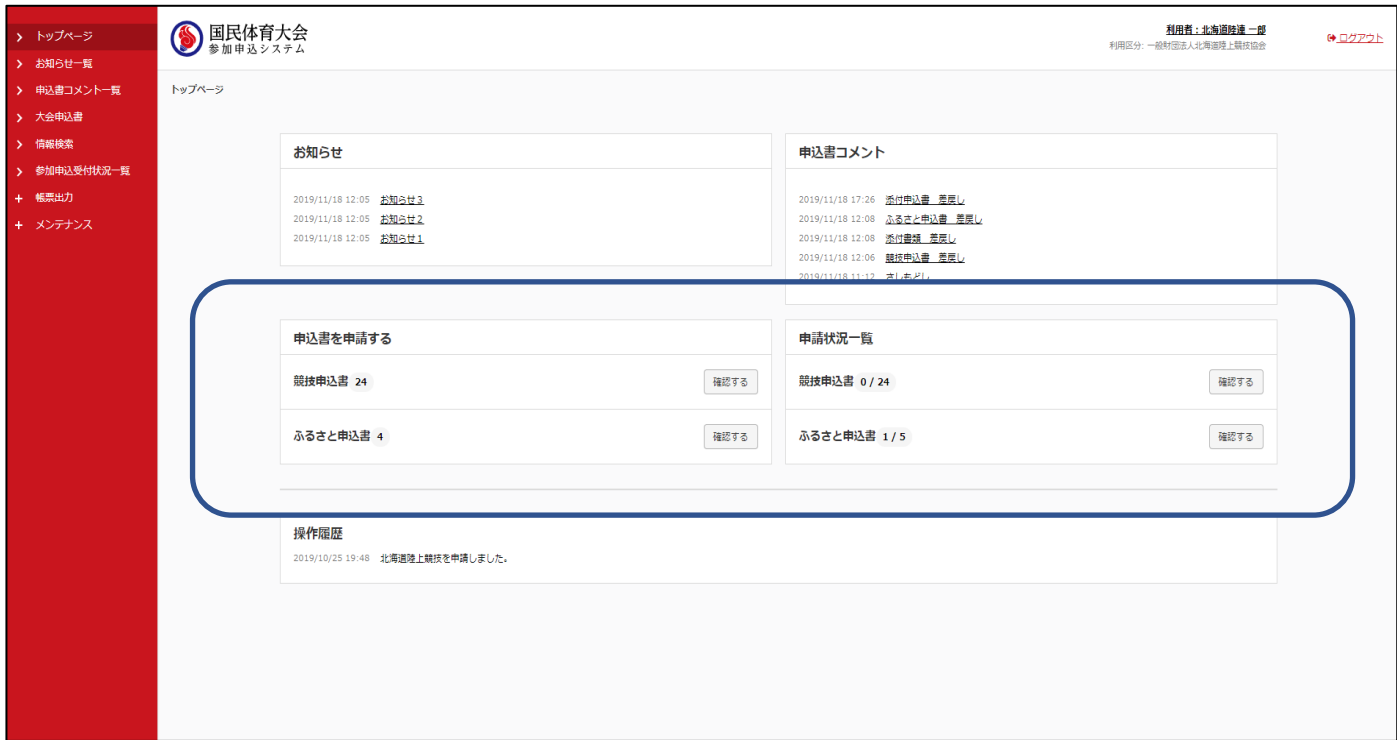 トップページ
お知らせ一覧
申込書コメント一覧
大会申込書
情報検索
参加申込受付状況一覧
帳票出力
メンテナンス
国民体育大会
参加申込システム
利用者：北海道陸連 一郎
利用区分: 一般財団法人北海道陸上競技協会
ログアウト
トップページ
お知らせ
2019/11/18 12:05 お知らせ3
2019/11/18 12:05 お知らせ2
2019/11/18 12:05 お知らせ1
申込書コメント
2019/11/18 17:26 添付申込書 差戻し
2019/11/18 12:08 ふるさと申込書 差戻し
2019/11/18 12:08 添付書類 差戻し
2019/11/18 12:06 競技申込書 差戻し
2019/11/18 11:12 さしもどし
申込書を申請する
競技申込書 24 確認する
ふるさと申込書 4 確認する
申請状況一覧
競技申込書 0 / 24 確認する
ふるさと申込書 1 / 5 確認する
操作履歴
2019/10/25 19:48 北海道陸上競技を申請しました。